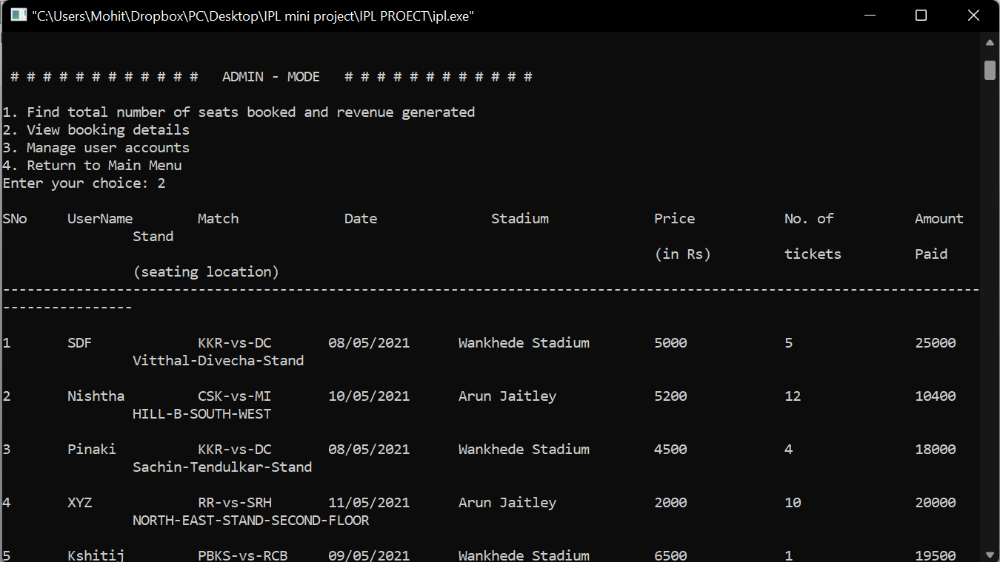 "C:\Users\Mohit\Dropbox\PC\Desktop\IPL mini project\IPL PROECT\ipl.exe"
# # # # # # # # # # # # ADMIN - MODE # # # # # # # # # # # #
1. Find total number of seats booked and revenue generated
2. View booking details
3. Manage user accounts
4. Return to Main Menu
Enter your choice: 2
SNo UserName Match Date Stadium Price No. of Amount
Stand
(in Rs) tickets Paid
(seating location)
------------------------------------------------------------------------------------------------------------------------
----------------
1 SDF KKR-vs-DC 08/05/2021 Wankhede Stadium 5000 5 25000
Vitthal-Divecha-Stand
2 Nishtha CSK-vs-MI 10/05/2021 Arun Jaitley 5200 12 10400
HILL-B-SOUTH-WEST
3 Pinaki KKR-vs-DC 08/05/2021 Wankhede Stadium 4500 4 18000
Sachin-Tendulkar-Stand
4 XYZ RR-vs-SRH 11/05/2021 Arun Jaitley 2000 10 20000
NORTH-EAST-STAND-SECOND-FLOOR
5 Kshitij PBKS-vs-RCB 09/05/2021 Wankhede Stadium 6500 1 19500